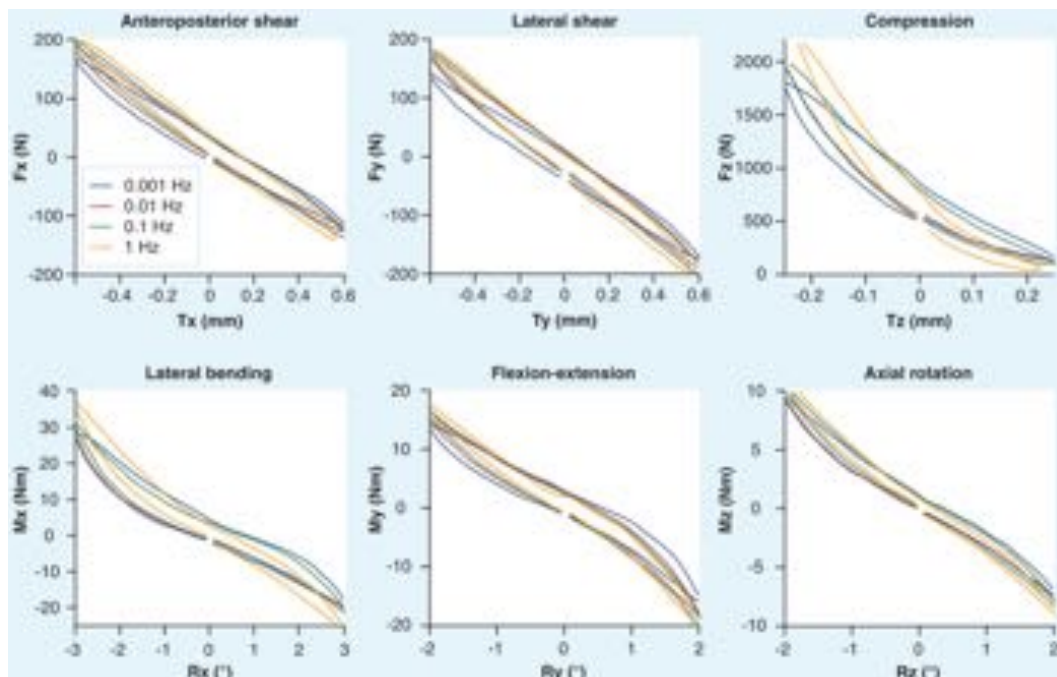 Anteroposterior shear
Lateral shear
Compression
200
100
0
-100
-200
Fx (N)
0.001 Hz
0.01 Hz
0.1 Hz
1 Hz
-0.4 -0.2 0 0.2 0.4 0.6
Tx (mm)
200
100
0
-100
-200
Fy (N)
-0.4 -0.2 0 0.2 0.4 0.6
Ty (mm)
2000
1500
1000
500
0
Fz (N)
-0.2 -0.1 0 0.1 0.2
Tz (mm)
Lateral bending
Flexion-extension
Axial rotation
40
30
20
10
0
-10
-20
Mx (Nm)
-3 -2 -1 0 1 2 3
Rx (°)
20
10
0
-10
-20
My (Nm)
-2 -1 0 1 2
Ry (°)
10
5
0
-5
-10
Mz (Nm)
-2 -1 0 1 2
Rz (°)